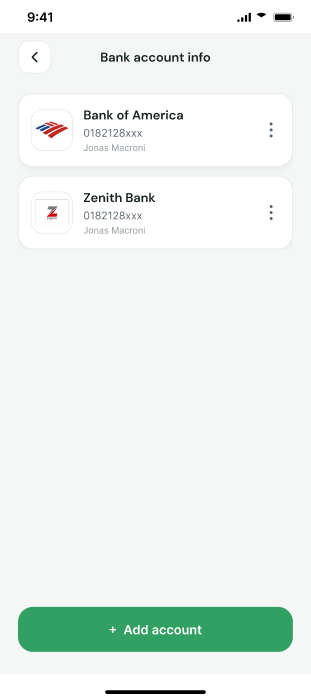 9:41
Bank account info
Bank of America
0182128xxx
Jonas Macroni
Zenith Bank
0182128xxx
Jonas Macroni
+ Add account